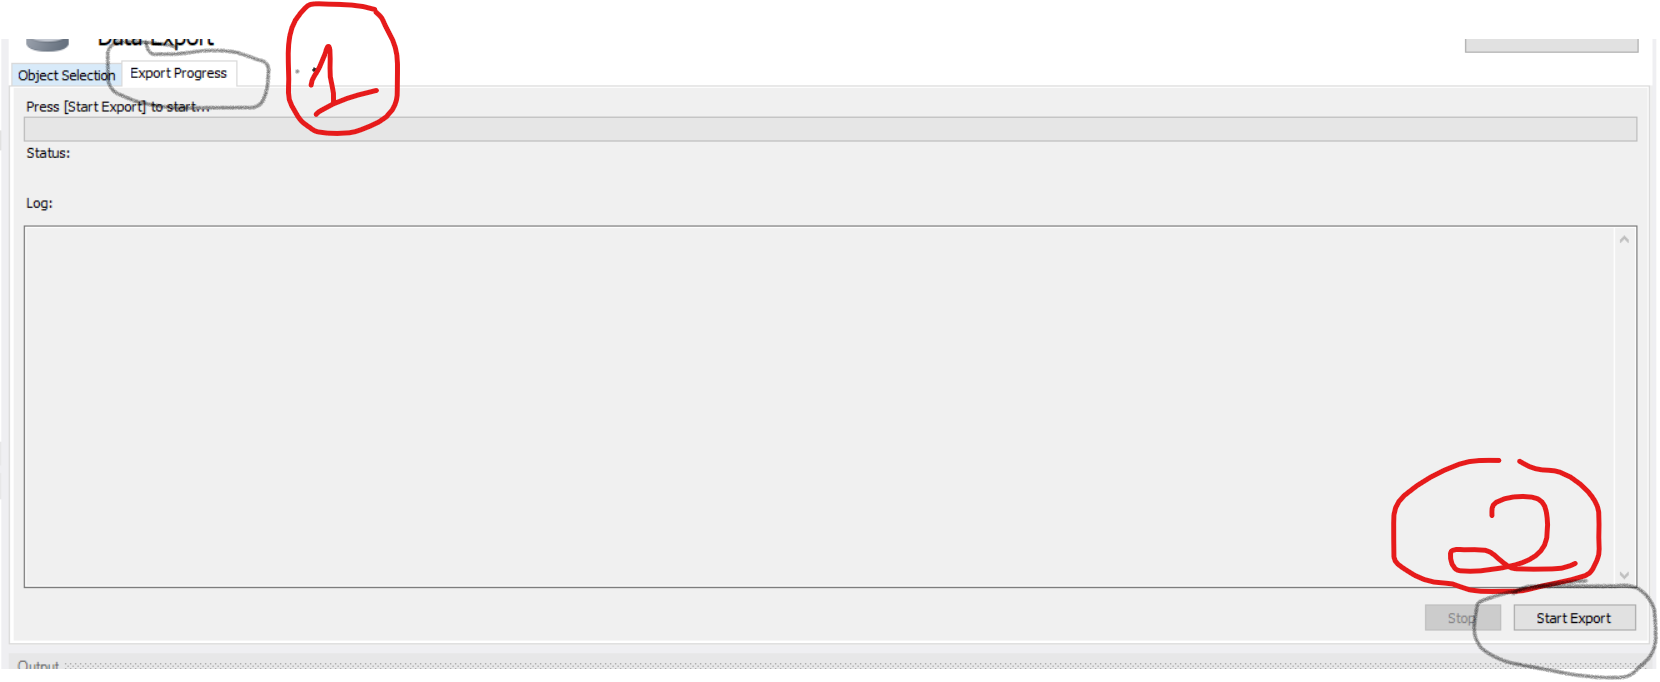 Data Export
Object Selection Export Progress
1
Press [Start Export] to start...
Status:
Log:
2
Stop Start Export
Output